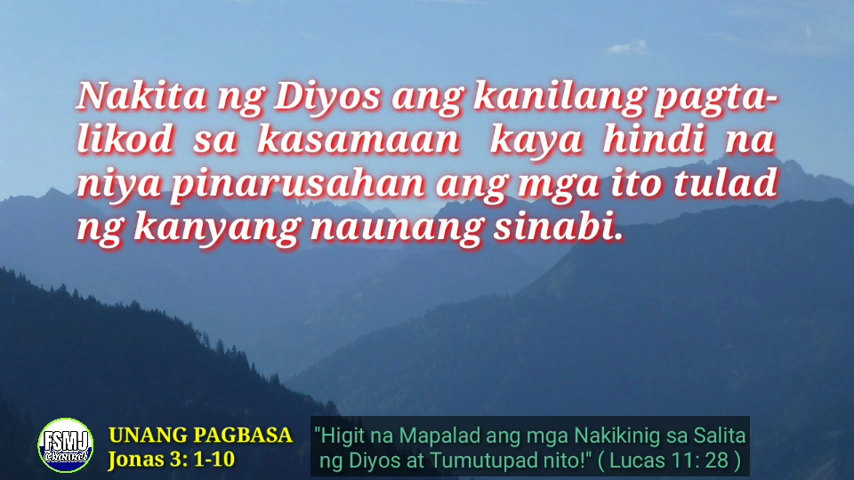 Nakita ng Diyos ang kanilang pagta-
likod sa kasamaan kaya hindi na
niya pinarusahan ang mga ito tulad
ng kanyang naunang sinabi.
FSMJ
Channel
UNANG PAGBASA
Jonas 3: 1-10
"Higit na Mapalad ang mga Nakikinig sa Salita
ng Diyos at Tumutupad nito!" ( Lucas 11: 28 )